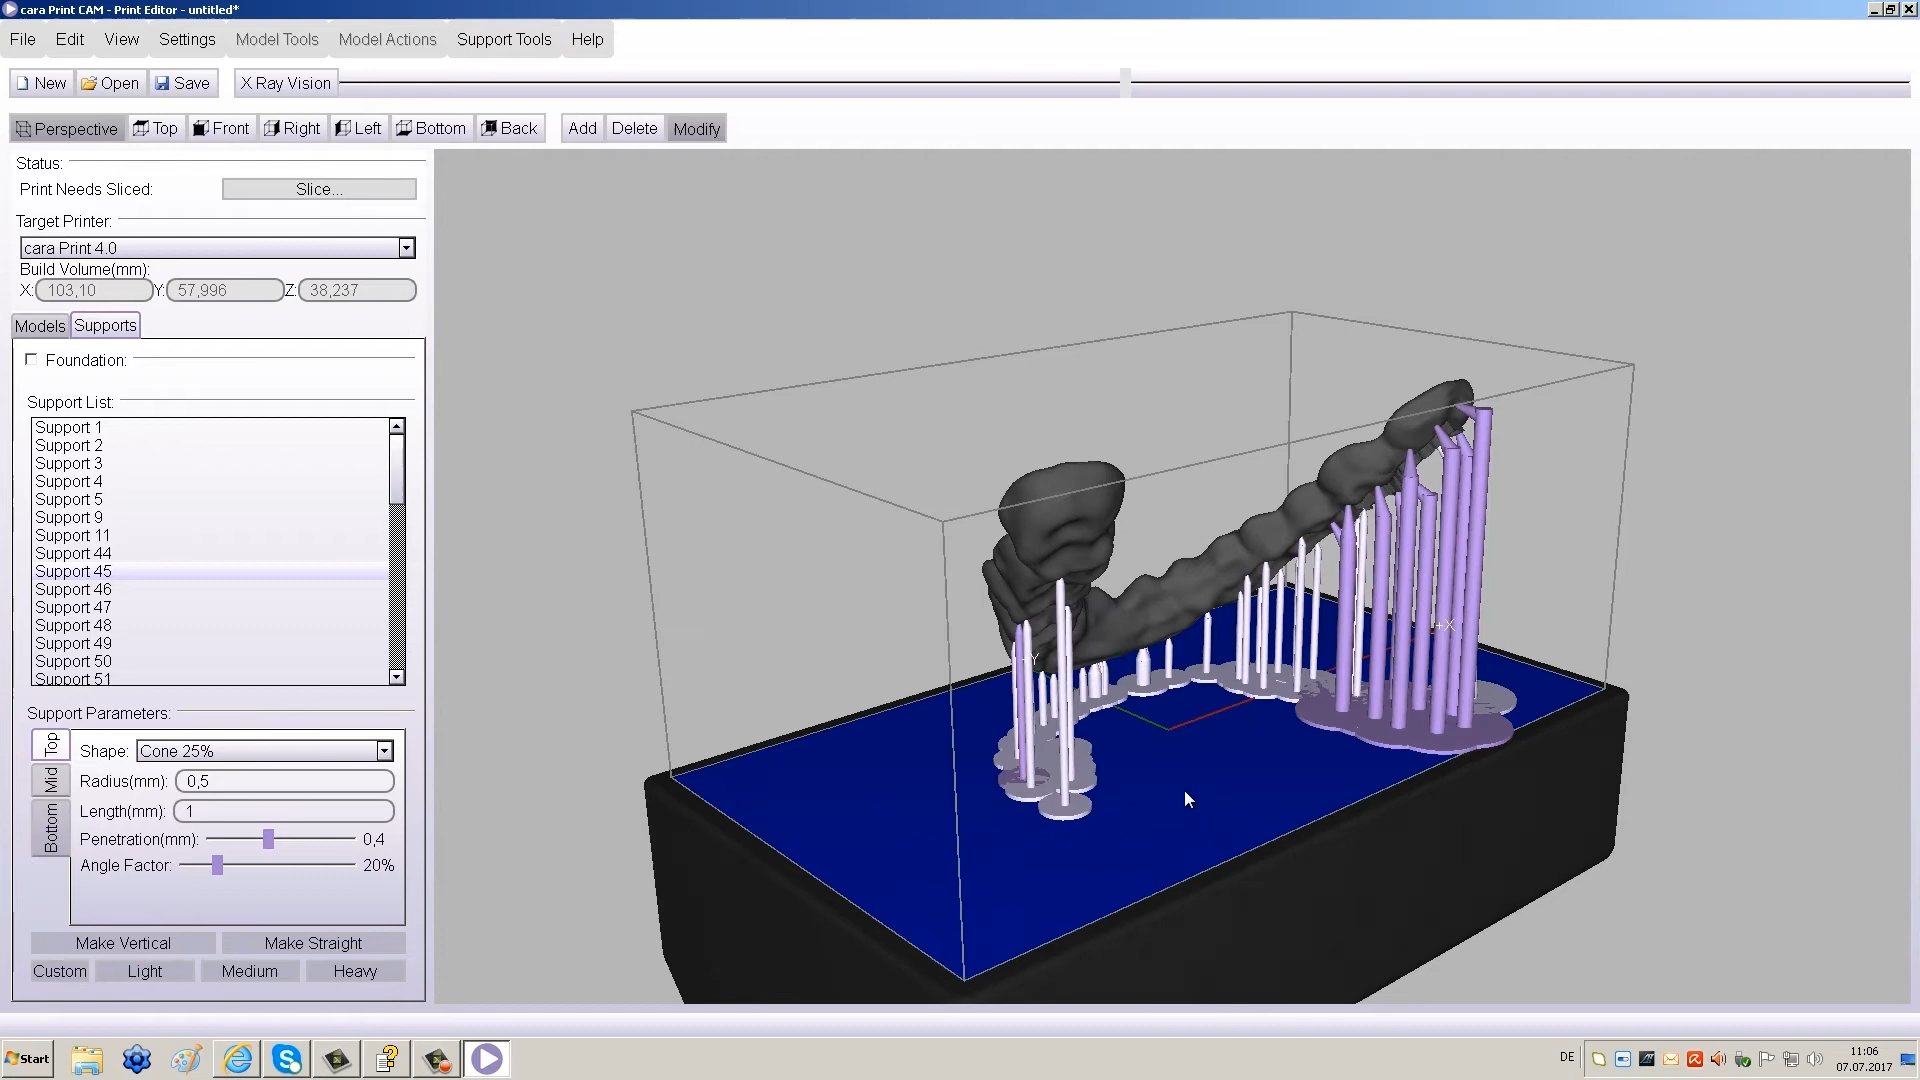 cara Print CAM - Print Editor - untitled*
File Edit View Settings Model Tools Model Actions Support Tools Help
New Open Save X Ray Vision
Perspective Top Front Right Left Bottom Back Add Delete Modify
Status:
Print Needs Sliced: Slice...
Target Printer:
cara Print 4.0
Build Volume(mm):
X: 103,10 Y: 57,996 Z: 38,237
Models Supports
Foundation:
Support List:
Support 1
Support 2
Support 3
Support 4
Support 5
Support 9
Support 11
Support 44
Support 45
Support 46
Support 47
Support 48
Support 49
Support 50
Support 51
Support Parameters:
Top
Mid
Bottom
Shape: Cone 25%
Radius(mm): 0,5
Length(mm): 1
Penetration(mm): 0,4
Angle Factor: 20%
Make Vertical Make Straight
Custom Light Medium Heavy
+X
Y
Start
DE
11:06
07.07.2017